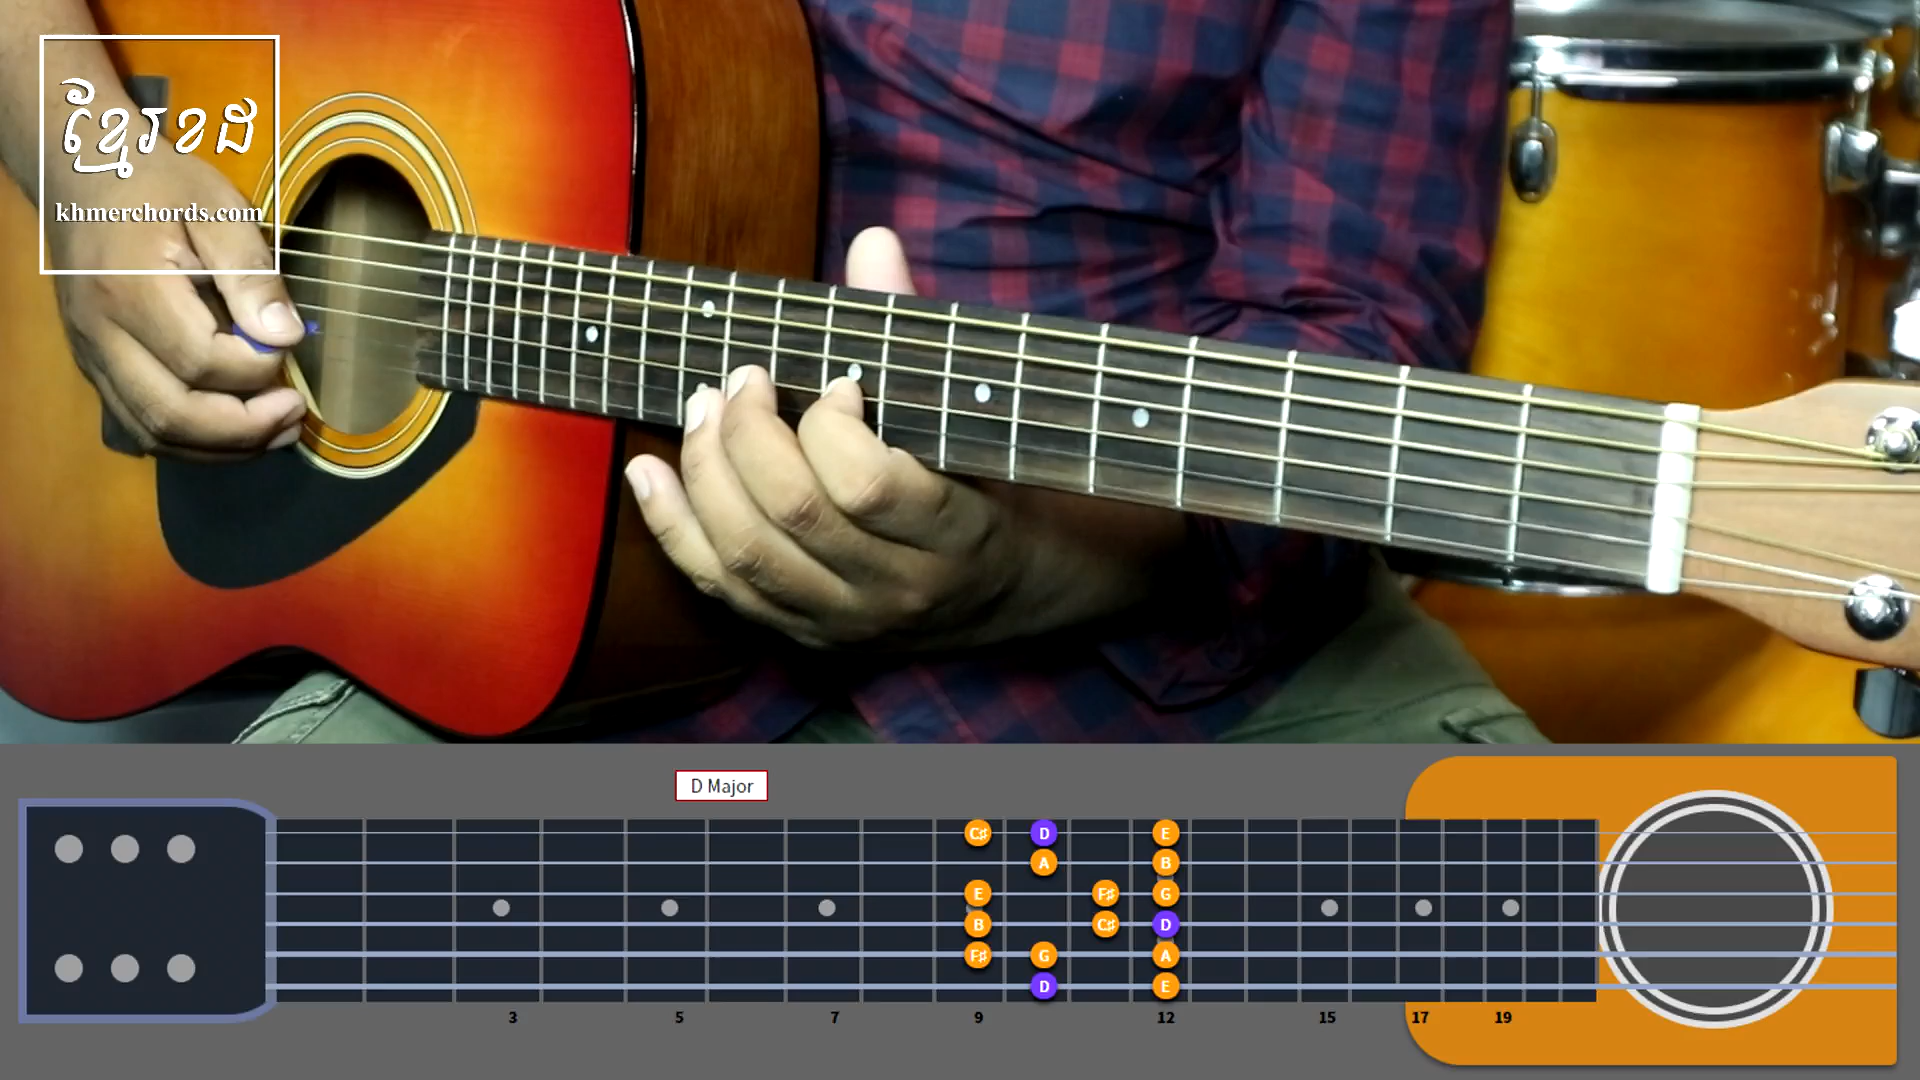 ខ្មែរខដ
khmerchords.com
D Major
C♯ D E
A B
E F♯ G
B C♯ D
F♯ G A
D E
3 5 7 9 12 15 17 19